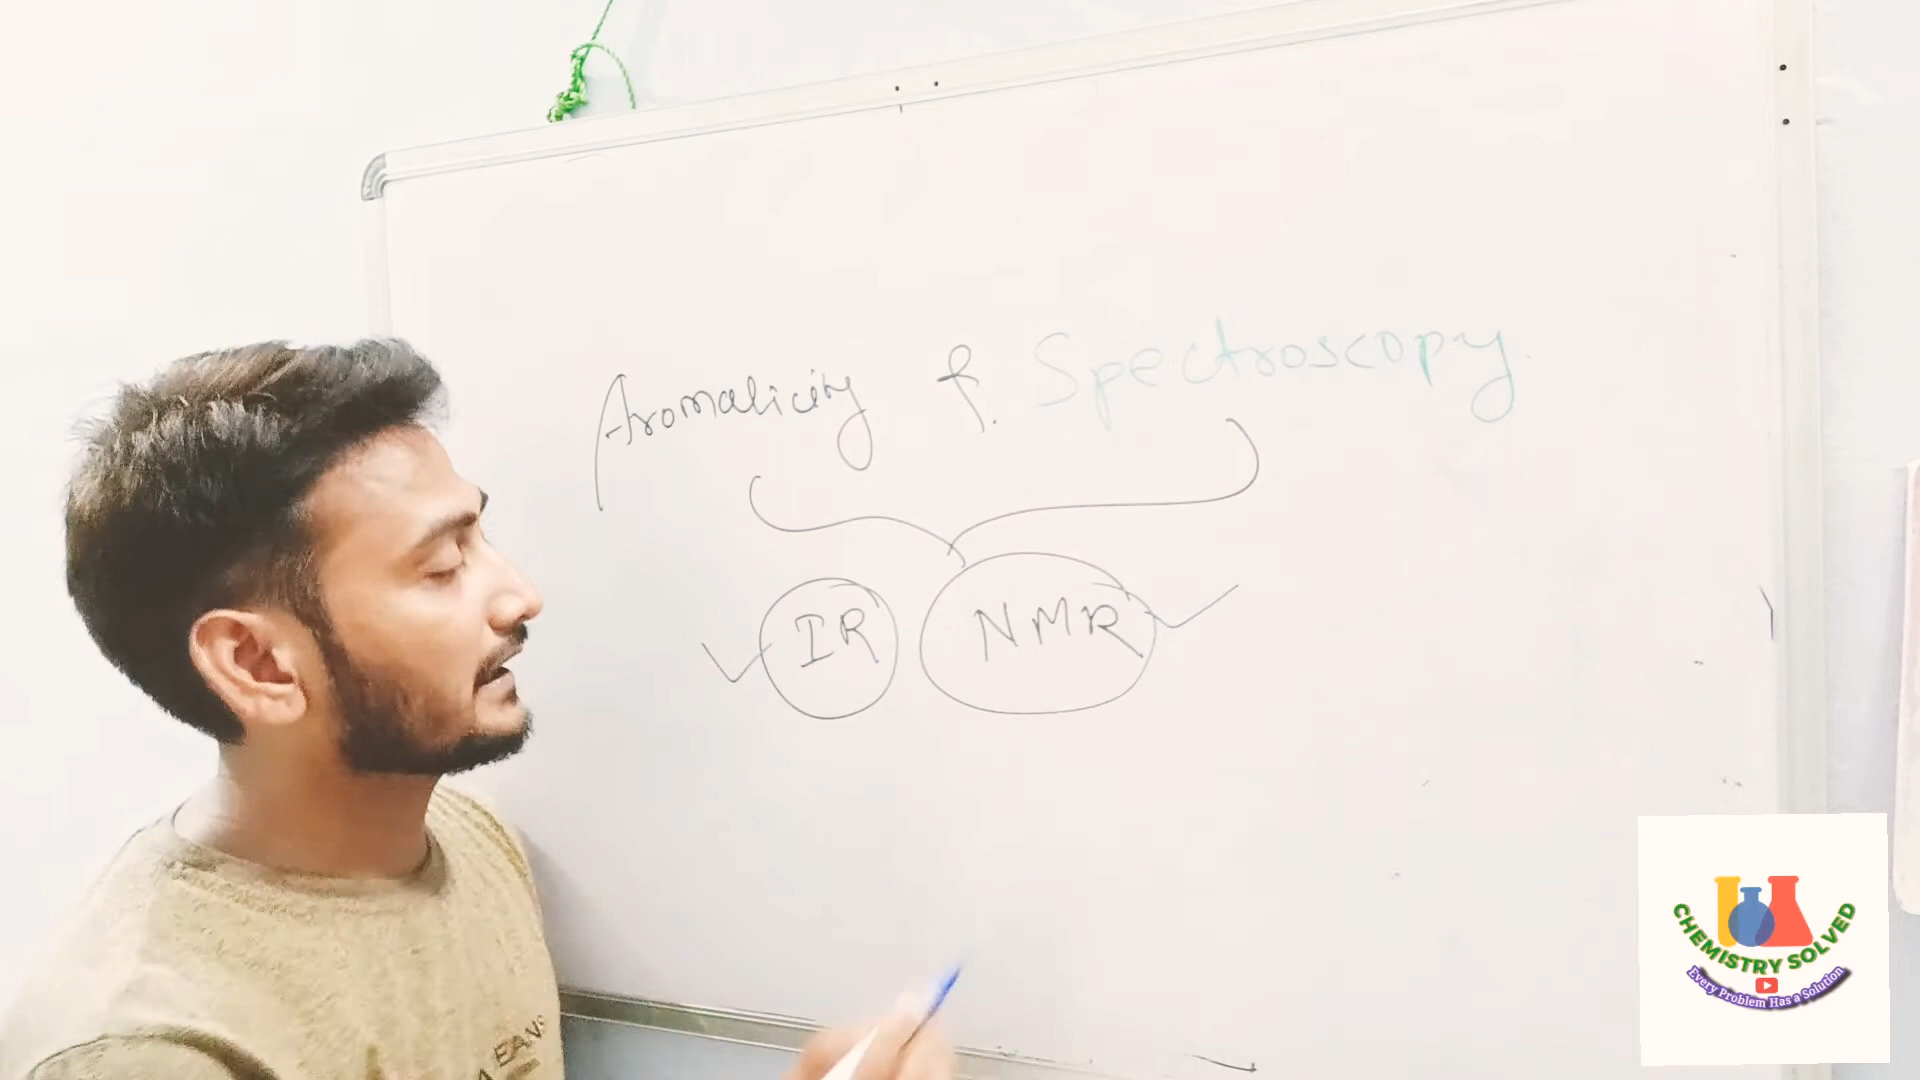 Aromaticity & Spectroscopy.
IR NMR
CHEMISTRY SOLVED
Every Problem Has a Solution